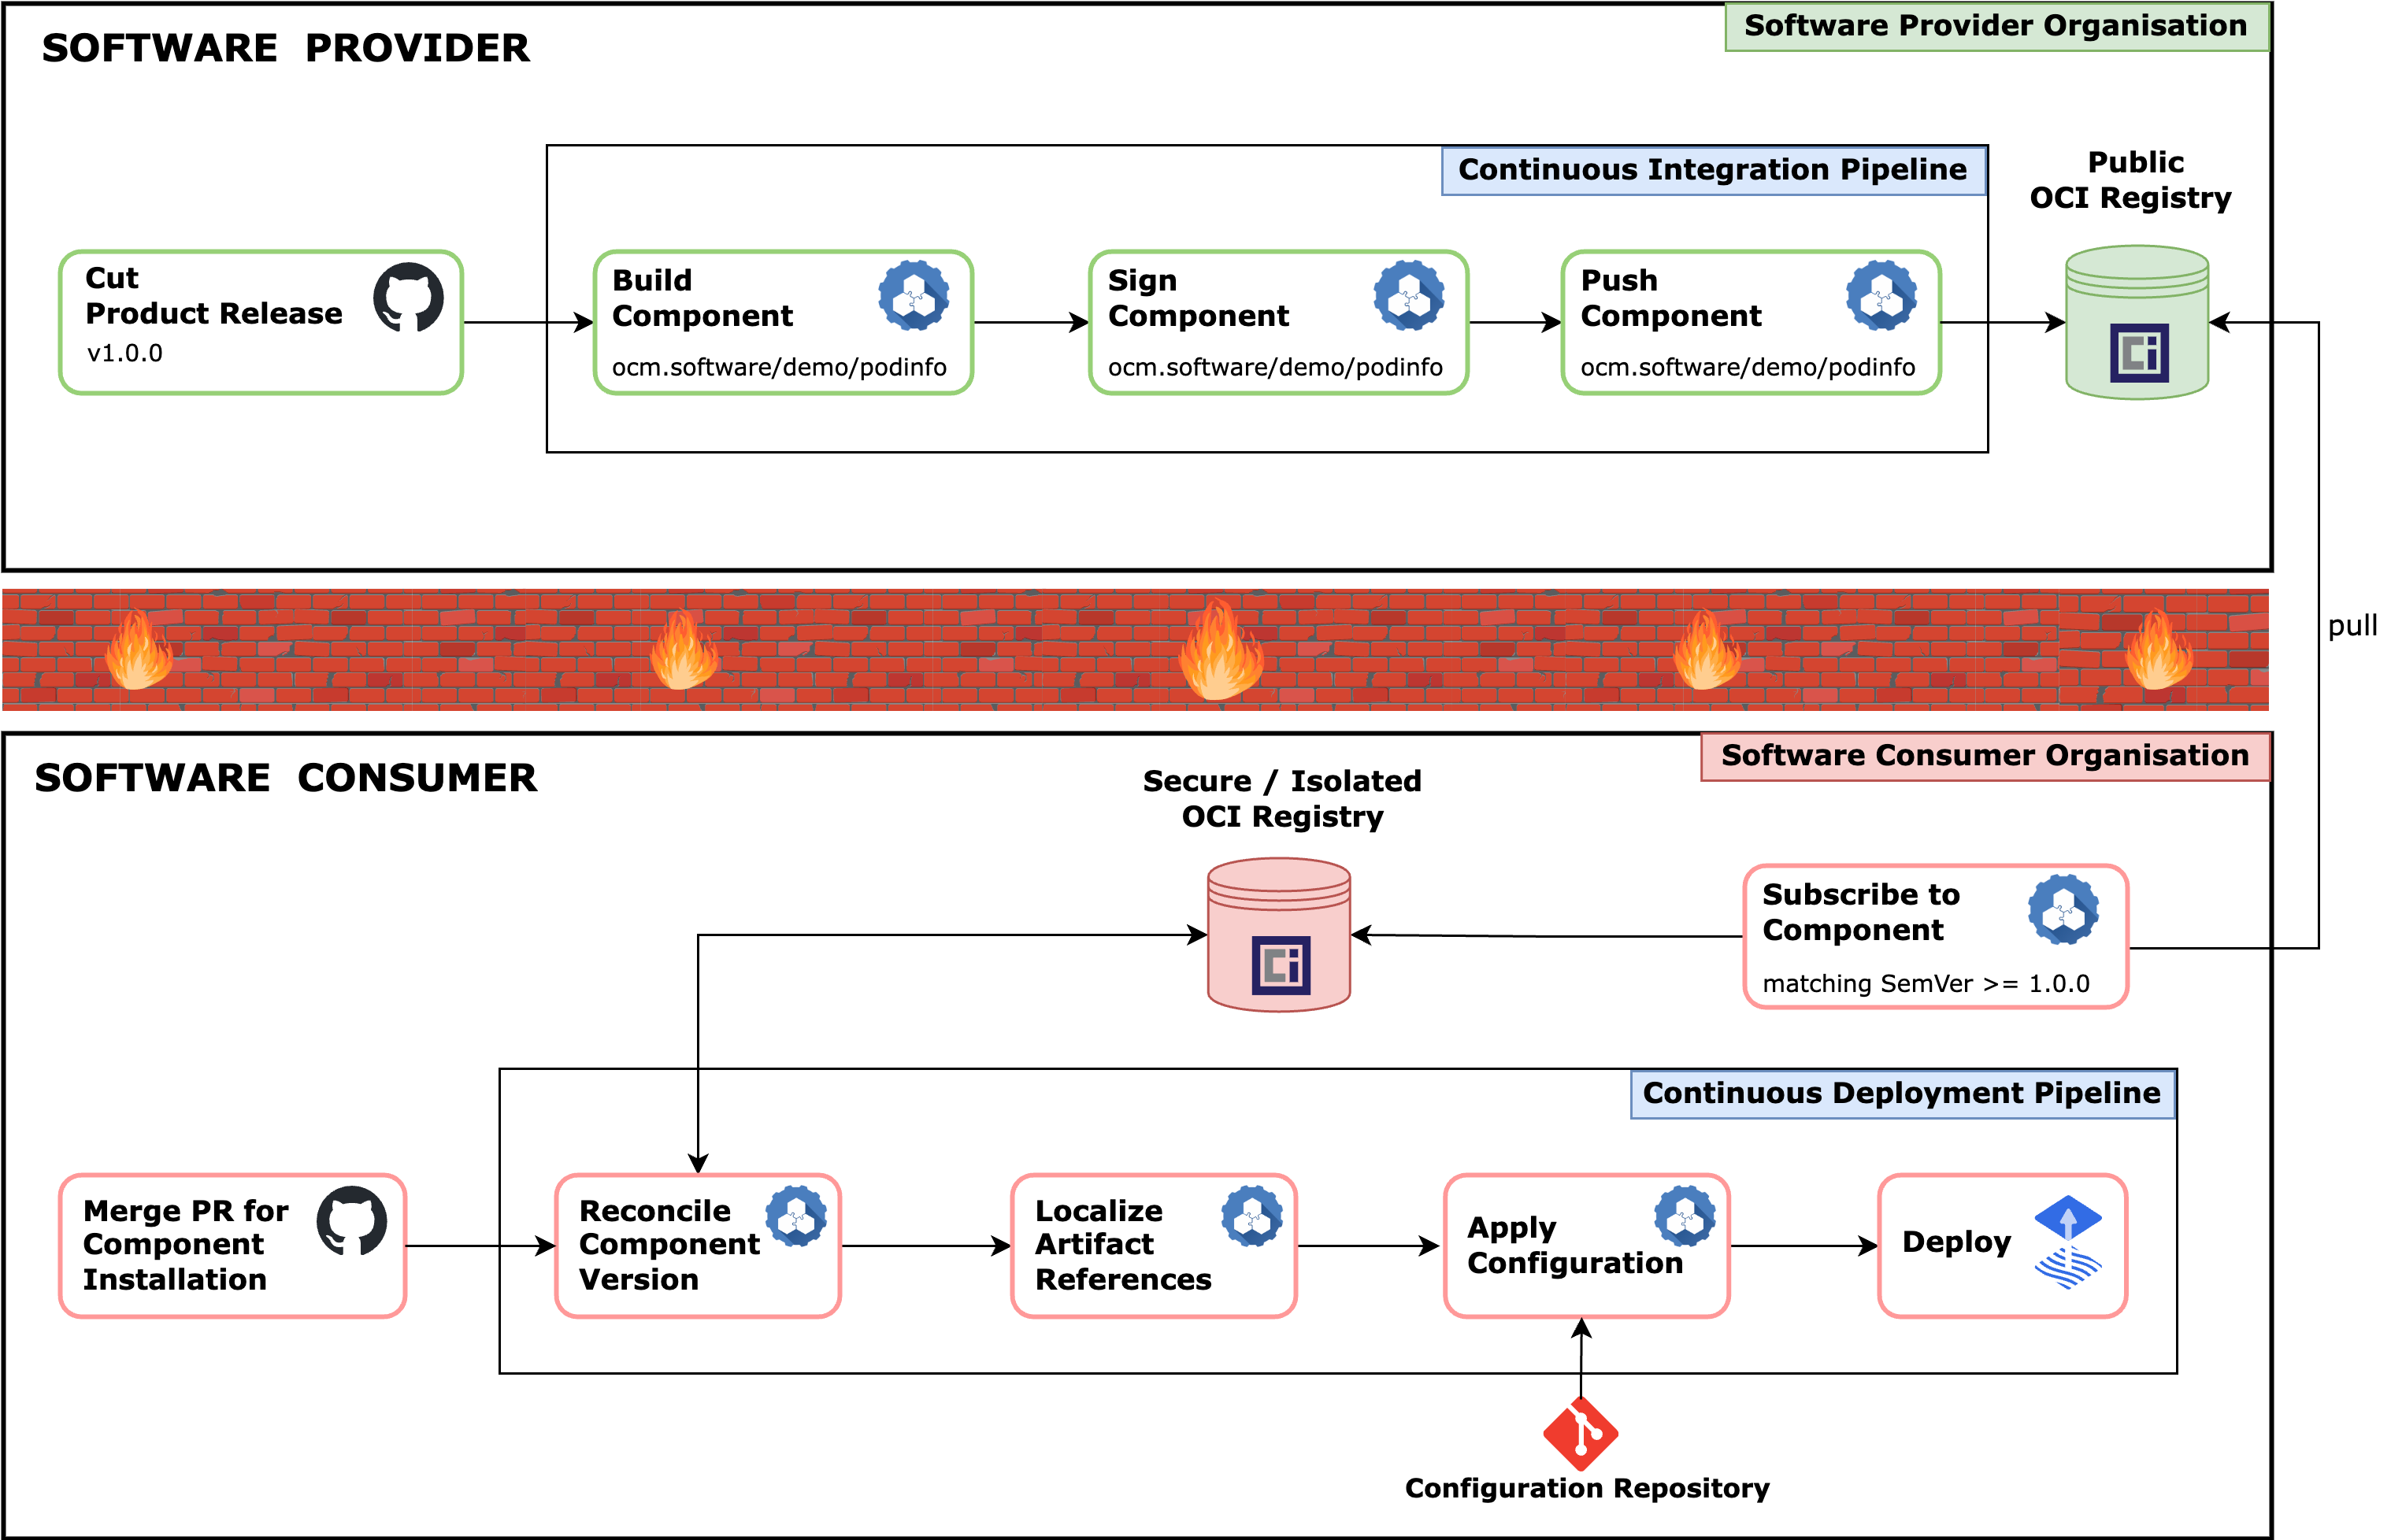 SOFTWARE PROVIDER
Software Provider Organisation
Continuous Integration Pipeline
Public
OCI Registry
Cut
Product Release
v1.0.0
Build
Component
ocm.software/demo/podinfo
Sign
Component
ocm.software/demo/podinfo
Push
Component
ocm.software/demo/podinfo
Ci
pull
SOFTWARE CONSUMER
Software Consumer Organisation
Secure / Isolated
OCI Registry
Ci
Subscribe to
Component
matching SemVer >= 1.0.0
Continuous Deployment Pipeline
Merge PR for
Component
Installation
Reconcile
Component
Version
Localize
Artifact
References
Apply
Configuration
Deploy
Configuration Repository